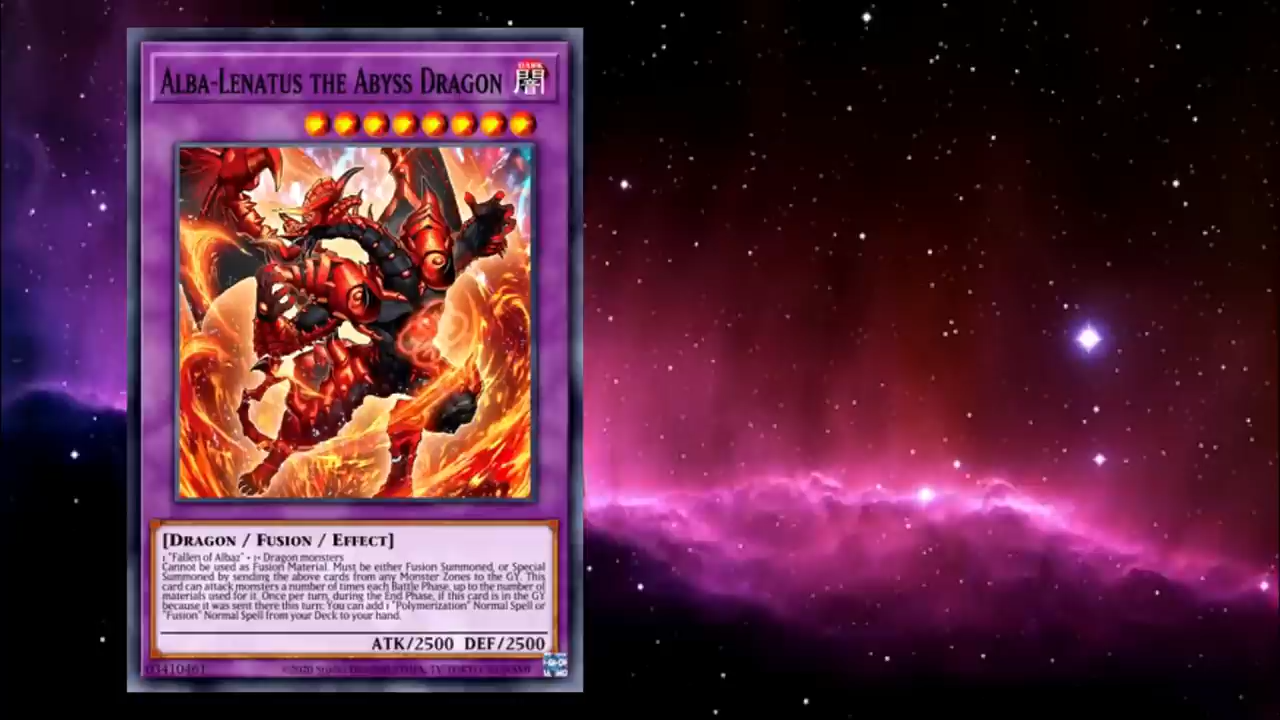 ALBA-LENATUS THE ABYSS DRAGON
DARK
闇
[DRAGON / FUSION / EFFECT]
1 "Fallen of Albaz" + 1+ Dragon monsters
Cannot be used as Fusion Material. Must be either Fusion Summoned, or Special
Summoned by sending the above cards from any Monster Zones to the GY. This
card can attack monsters a number of times each Battle Phase, up to the number of
materials used for it. Once per turn, during the End Phase, if this card is in the GY
because it was sent there this turn: You can add 1 "Polymerization" Normal Spell or
"Fusion" Normal Spell from your Deck to your hand.
ATK/2500 DEF/2500
03410461